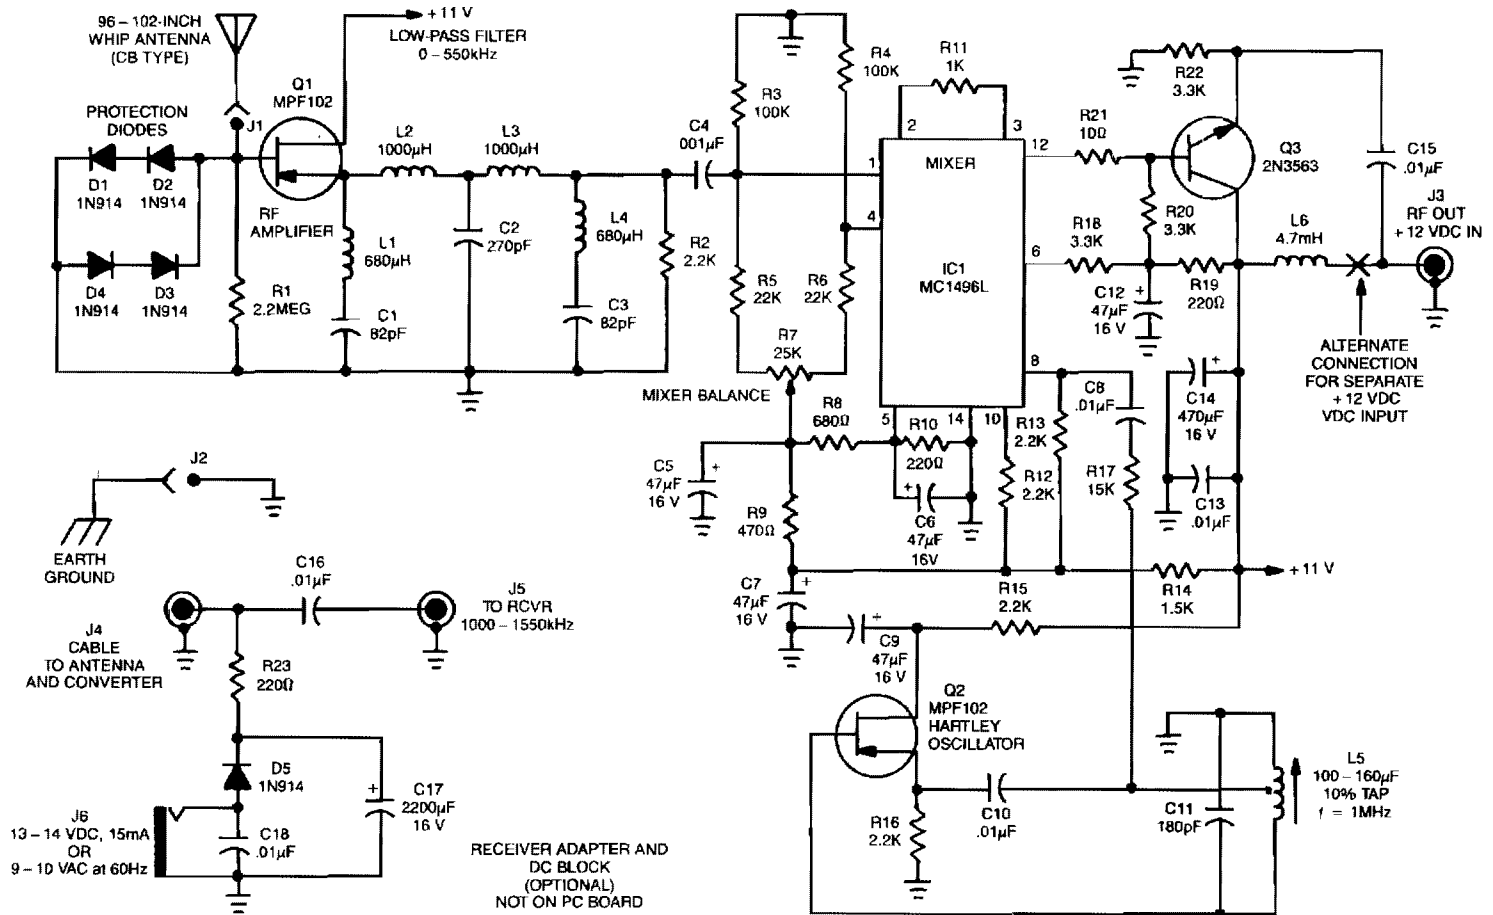 96–102-INCH
WHIP ANTENNA
(CB TYPE)
+11 V
LOW-PASS FILTER
0–550kHz
Q1
MPF102
PROTECTION
DIODES
J1
D1
1N914
D2
1N914
D4
1N914
D3
1N914
RF
AMPLIFIER
R1
2.2MEG
L1
680µH
C1
82pF
L2
1000µH
L3
1000µH
C2
270pF
L4
680µH
C3
82pF
R2
2.2K
C4
001µF
R3
100K
R4
100K
R5
22K
R6
22K
R7
25K
MIXER BALANCE
R11
1K
2
3
1
4
12
6
8
5
14
10
MIXER
IC1
MC1496L
R21
10Ω
R22
3.3K
Q3
2N3563
C15
.01µF
J3
RF OUT
+12 VDC IN
R20
3.3K
R18
3.3K
R19
220Ω
L6
4.7mH
C12
+
47µF
16 V
ALTERNATE
CONNECTION
FOR SEPARATE
+12 VDC
VDC INPUT
C14
+
470µF
16 V
C13
.01µF
R8
680Ω
R10
220Ω
C5
+
47µF
16 V
C6
+
47µF
16V
R9
470Ω
R13
2.2K
R12
2.2K
C8
.01µF
R17
15K
R14
1.5K
+11 V
C7
+
47µF
16 V
C9
+
47µF
16 V
R15
2.2K
Q2
MPF102
HARTLEY
OSCILLATOR
R16
2.2K
C10
.01µF
C11
180pF
L5
100–160µF
10% TAP
f = 1MHz
J2
EARTH
GROUND
C16
.01µF
J4
CABLE
TO ANTENNA
AND CONVERTER
J5
TO RCVR
1000–1550kHz
R23
220Ω
D5
1N914
C17
+
2200µF
16 V
C18
.01µF
J6
13–14 VDC, 15mA
OR
9–10 VAC at 60Hz
RECEIVER ADAPTER AND
DC BLOCK
(OPTIONAL)
NOT ON PC BOARD